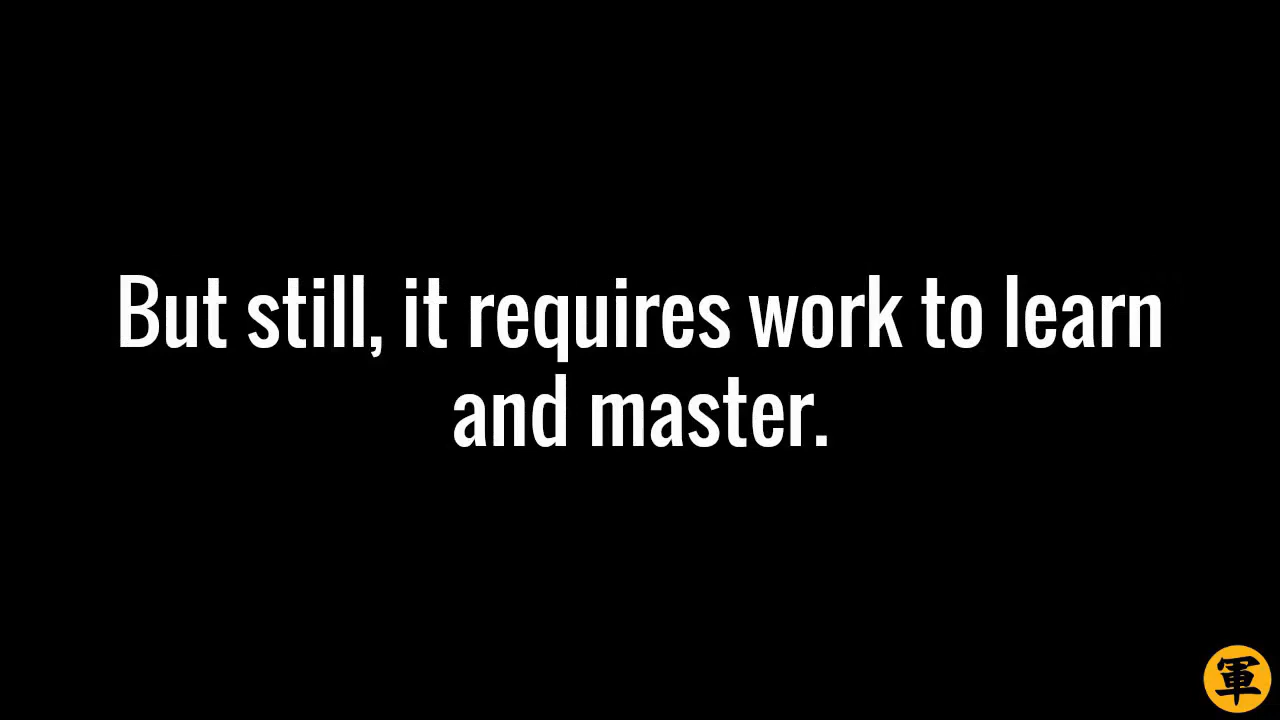 But still, it requires work to learn
and master.
軍